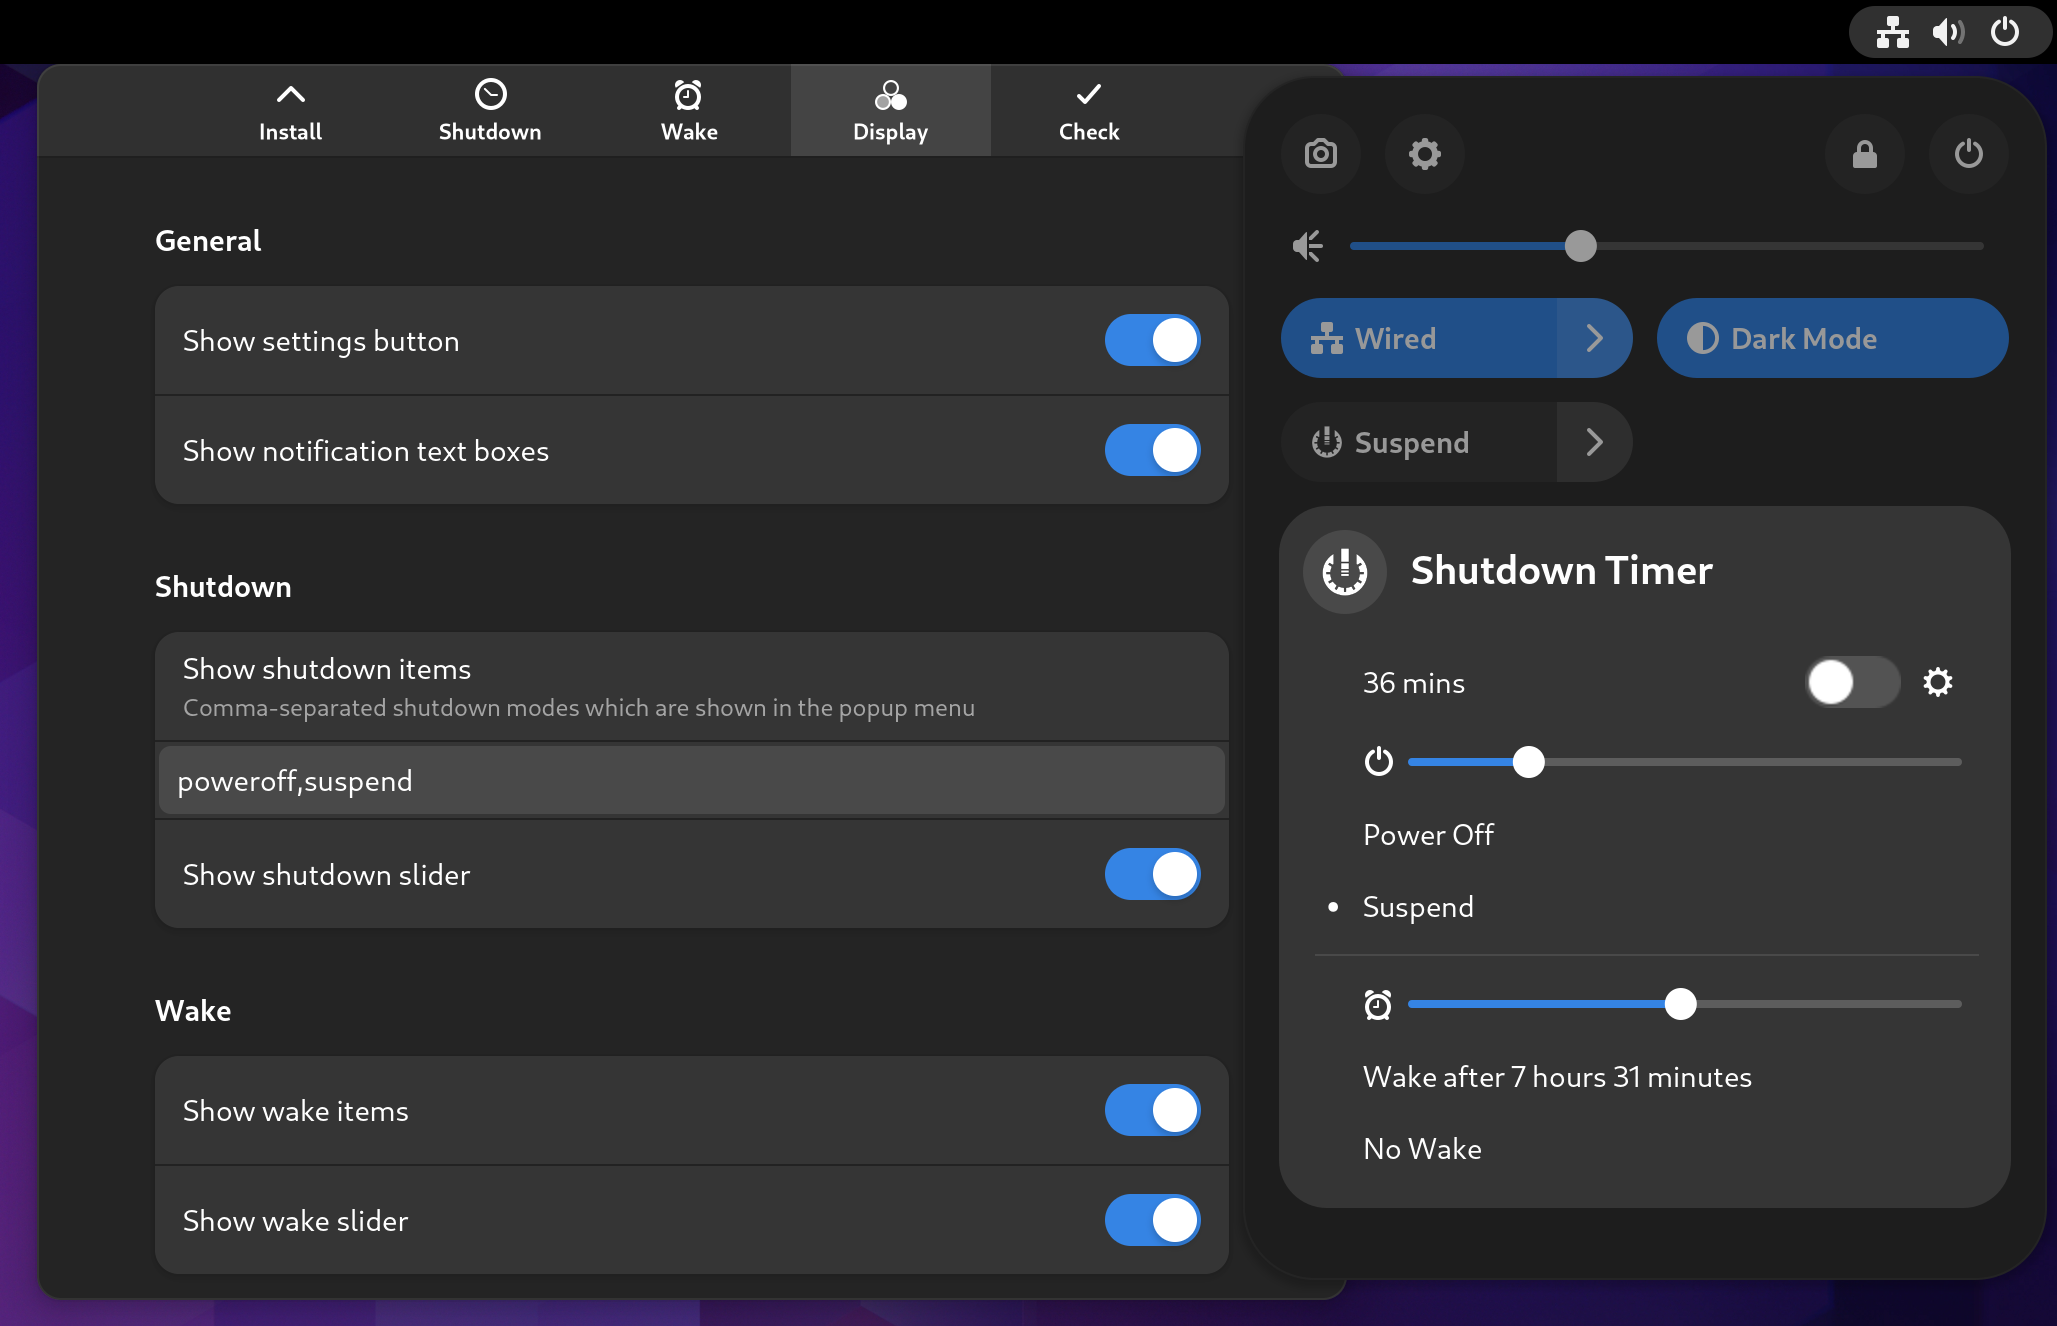 Install
Shutdown
Wake
Display
Check
General
Show settings button
Show notification text boxes
Shutdown
Show shutdown items
Comma-separated shutdown modes which are shown in the popup menu
poweroff,suspend
Show shutdown slider
Wake
Show wake items
Show wake slider
Wired
Dark Mode
Suspend
Shutdown Timer
36 mins
Power Off
Suspend
Wake after 7 hours 31 minutes
No Wake